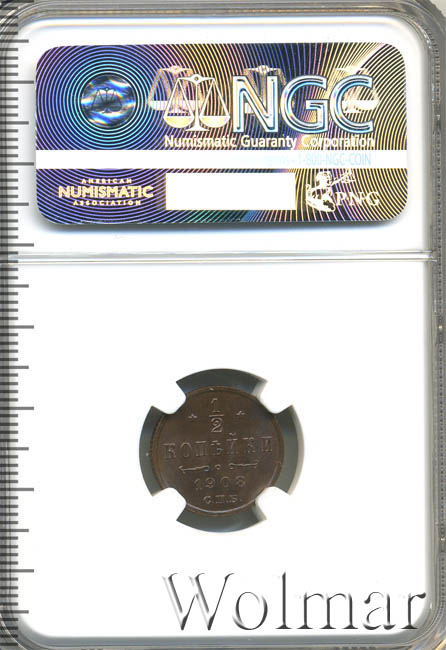 NGC
Numismatic Guaranty Corporation
1-800-NGC-COIN
AMERICAN
NUMISMATIC
ASSOCIATION
PNG
1/2
КОПѢЙКИ
1908
С.П.Б.
Wolmar